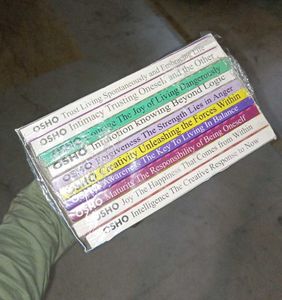 OSHO Trust Living Spontaneously and Embracing Life
OSHO Intimacy Trusting Oneself and the Other
Courage The Joy of Living Dangerously
OSHO Intuition Knowing Beyond Logic
OSHO Forgiveness The Strength Lies in Anger
OSHO Creativity Unleashing the Forces Within
OSHO Awareness The Key To Living In Balance
OSHO Maturity The Responsibility of Being Oneself
OSHO Joy The Happiness That Comes from Within
OSHO Intelligence The Creative Response to Now